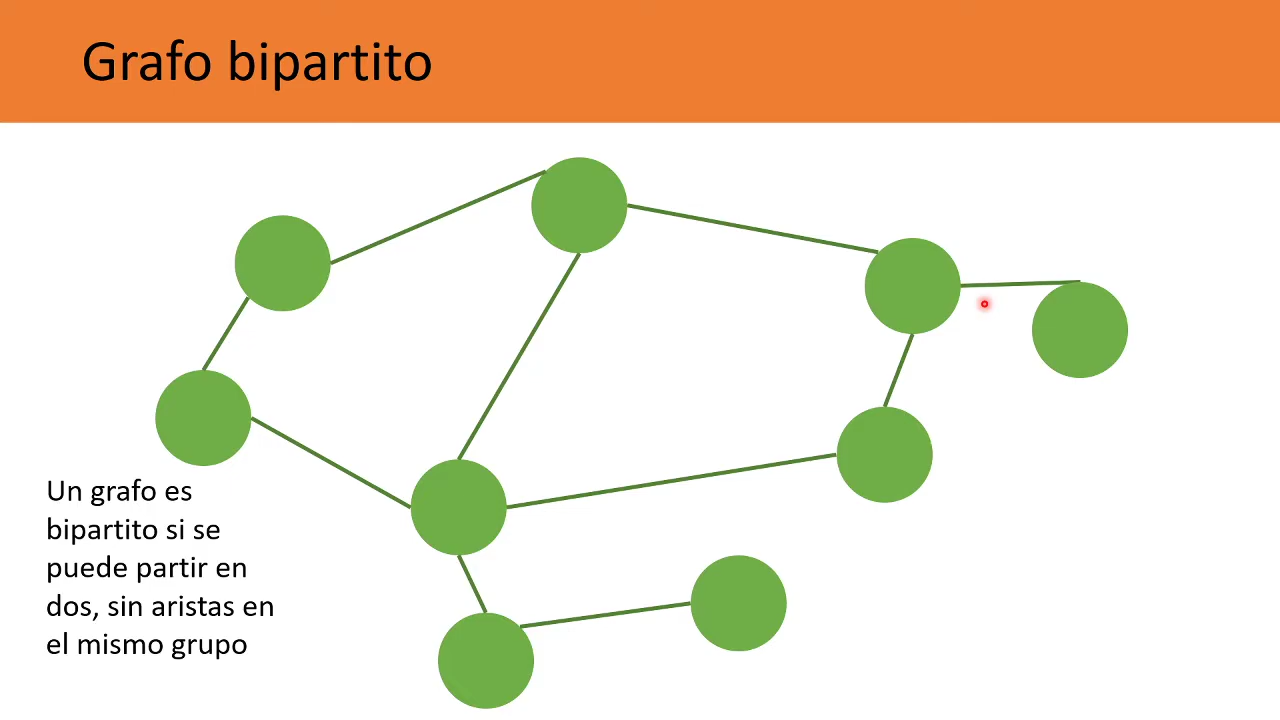 Grafo bipartito
Un grafo es
bipartito si se
puede partir en
dos, sin aristas en
el mismo grupo